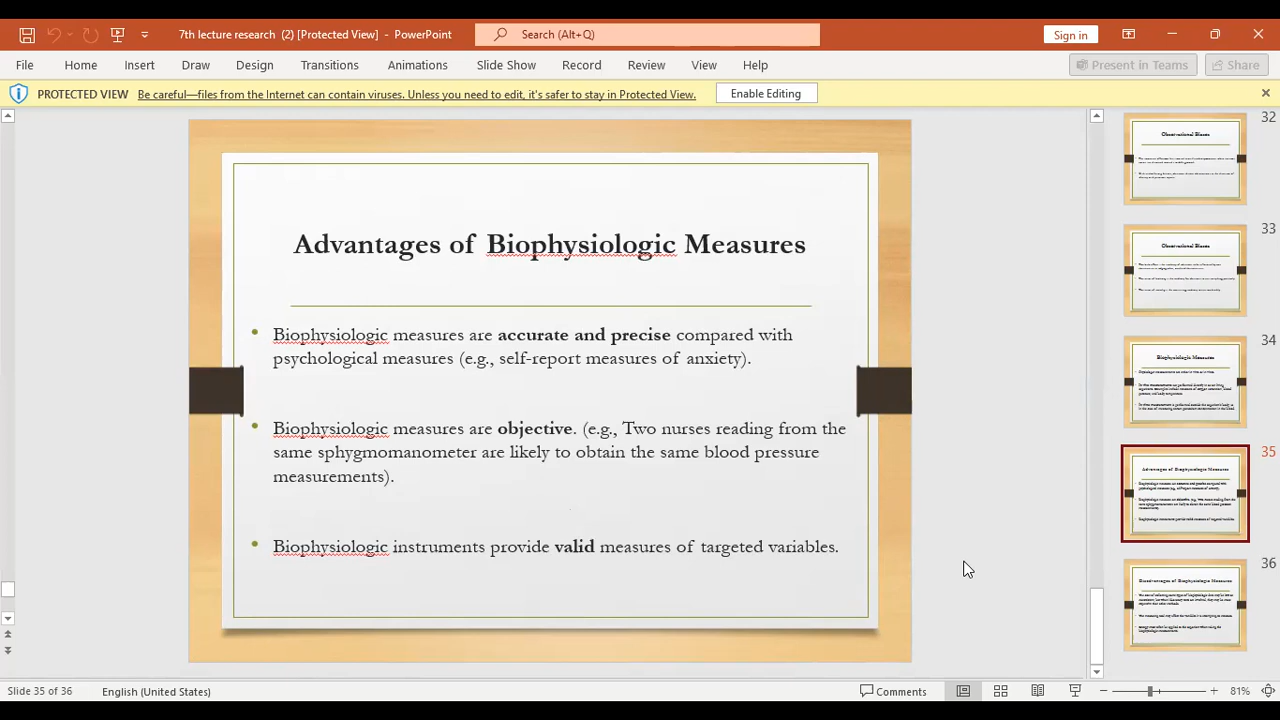 7th lecture research (2) [Protected View] - PowerPoint
Search (Alt+Q)
Sign in
File Home Insert Draw Design Transitions Animations Slide Show Record Review View Help
Present in Teams
Share
PROTECTED VIEW Be careful—files from the Internet can contain viruses. Unless you need to edit, it's safer to stay in Protected View.
Enable Editing
Advantages of Biophysiologic Measures
• Biophysiologic measures are accurate and precise compared with
psychological measures (e.g., self-report measures of anxiety).
• Biophysiologic measures are objective. (e.g., Two nurses reading from the
same sphygmomanometer are likely to obtain the same blood pressure
measurements).
• Biophysiologic instruments provide valid measures of targeted variables.
32
Observational Biases
33
Observational Biases
34
Biophysiologic Measures
35
Advantages of Biophysiologic Measures
36
Disadvantages of Biophysiologic Measures
Slide 35 of 36
English (United States)
Comments
81%